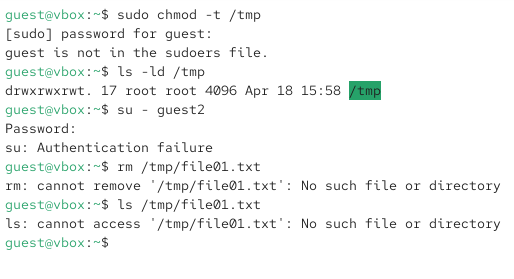 guest@vbox:~$ sudo chmod -t /tmp
[sudo] password for guest:
guest is not in the sudoers file.
guest@vbox:~$ ls -ld /tmp
drwxrwxrwt. 17 root root 4096 Apr 18 15:58 /tmp
guest@vbox:~$ su - guest2
Password:
su: Authentication failure
guest@vbox:~$ rm /tmp/file01.txt
rm: cannot remove '/tmp/file01.txt': No such file or directory
guest@vbox:~$ ls /tmp/file01.txt
ls: cannot access '/tmp/file01.txt': No such file or directory
guest@vbox:~$